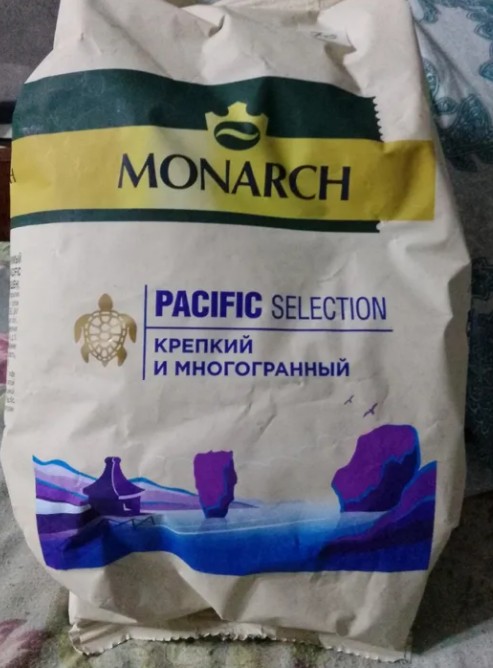 MONARCH
PACIFIC SELECTION
КРЕПКИЙ
И МНОГОГРАННЫЙ